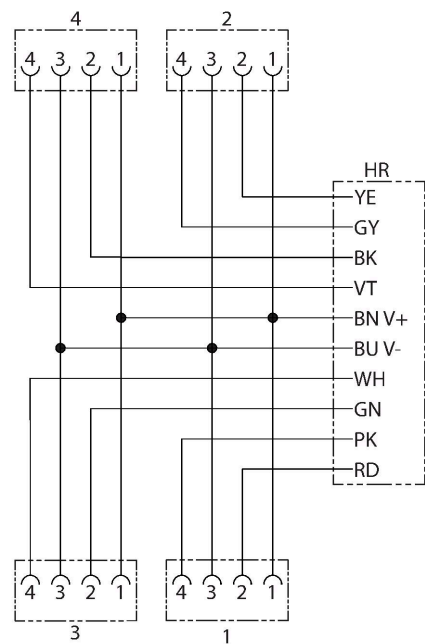 4 2
4 3 2 1 4 3 2 1
HR
YE
GY
BK
VT
BN V+
BU V-
WH
GN
PK
RD
4 3 2 1 4 3 2 1
3 1